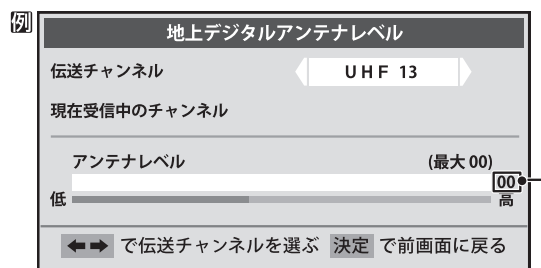 例
地上デジタルアンテナレベル
伝送チャンネル
UHF 13
現在受信中のチャンネル
アンテナレベル (最大 00)
00
低 高
で伝送チャンネルを選ぶ 決定 で前画面に戻る